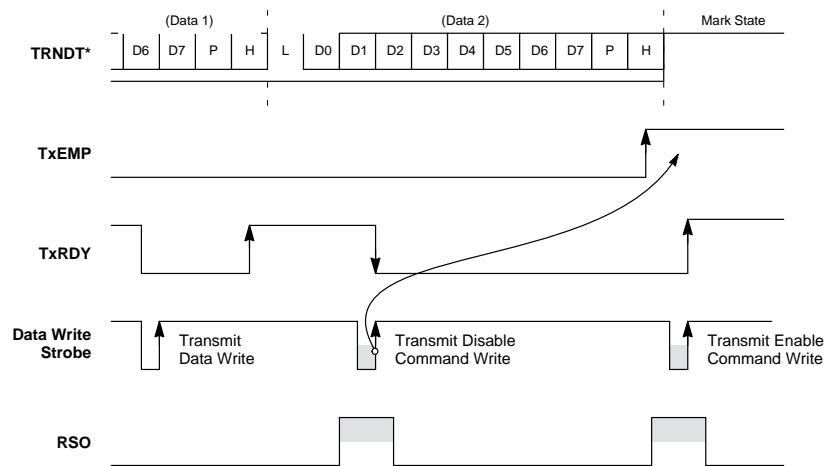 (Data 1) (Data 2) Mark State
TRNDT* D6 D7 P H L D0 D1 D2 D3 D4 D5 D6 D7 P H
TxEMP
TxRDY
Data Write Strobe
Transmit Data Write
Transmit Disable Command Write
Transmit Enable Command Write
RSO